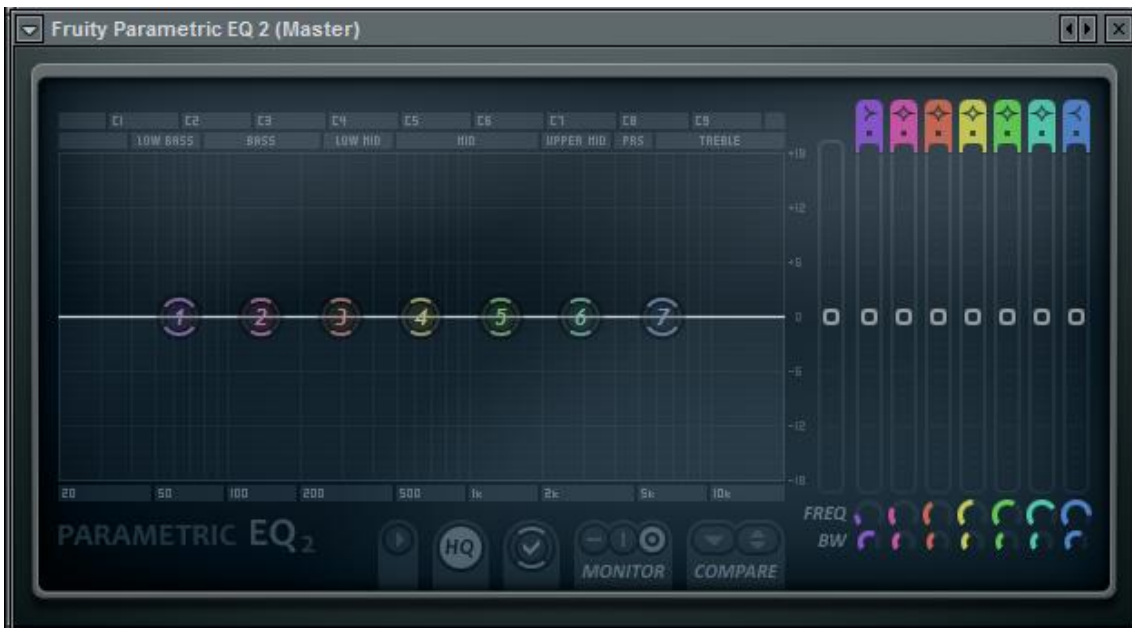 Fruity Parametric EQ 2 (Master)
C1 C2 C3 C4 C5 C6 C7 C8 C9
LOW BASS BASS LOW MID MID UPPER MID PRS TREBLE
+18
+12
+6
1 2 3 4 5 6 7 0
-6
-12
-18
20 50 100 200 500 1k 2k 5k 10k
FREQ
PARAMETRIC EQ 2 HQ BW
MONITOR COMPARE